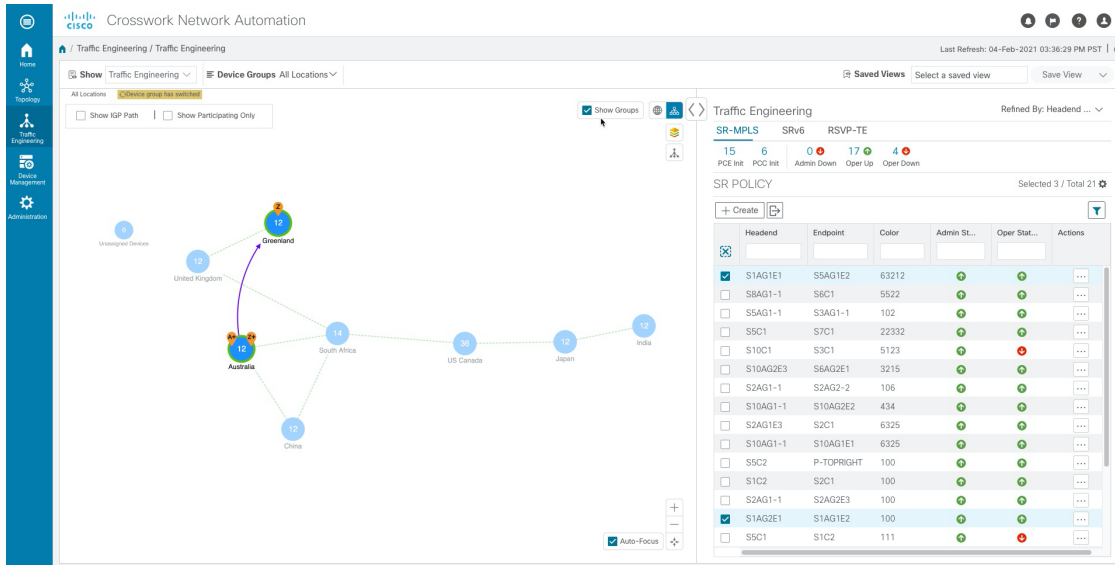 CISCO
Crosswork Network Automation
Home
Topology
Traffic
Engineering
Device
Management
Administration
/ Traffic Engineering / Traffic Engineering
Last Refresh: 04-Feb-2021 03:36:29 PM PST |
Show Traffic Engineering Device Groups All Locations
Saved Views Select a saved view Save View
All Locations Device group has switched
Show IGP Path | Show Participating Only
Show Groups
6
Unassigned Devices
Z
12
Greenland
12
United Kingdom
A+ Z+
12
Australia
14
South Africa
36
US Canada
12
Japan
12
India
12
China
Auto-Focus
Traffic Engineering
Refined By: Headend ...
SR-MPLS SRv6 RSVP-TE
15 6 0 17 4
PCE Init PCC Init Admin Down Oper Up Oper Down
SR POLICY
Selected 3 / Total 21
+ Create
Headend Endpoint Color Admin St... Oper Stat... Actions
S1AG1E1 S5AG1E2 63212 ...
S8AG1-1 S6C1 5522 ...
S5AG1-1 S3AG1-1 102 ...
S5C1 S7C1 22332 ...
S10C1 S3C1 5123 ...
S10AG2E3 S6AG2E1 3215 ...
S2AG1-1 S2AG2-2 106 ...
S10AG1-1 S10AG2E2 434 ...
S2AG1E3 S2C1 6325 ...
S10AG1-1 S10AG1E1 6325 ...
S5C2 P-TOPRIGHT 100 ...
S1C2 S2C1 100 ...
S2AG1-1 S2AG2E3 100 ...
S1AG2E1 S1AG1E2 100 ...
S5C1 S1C2 111 ...